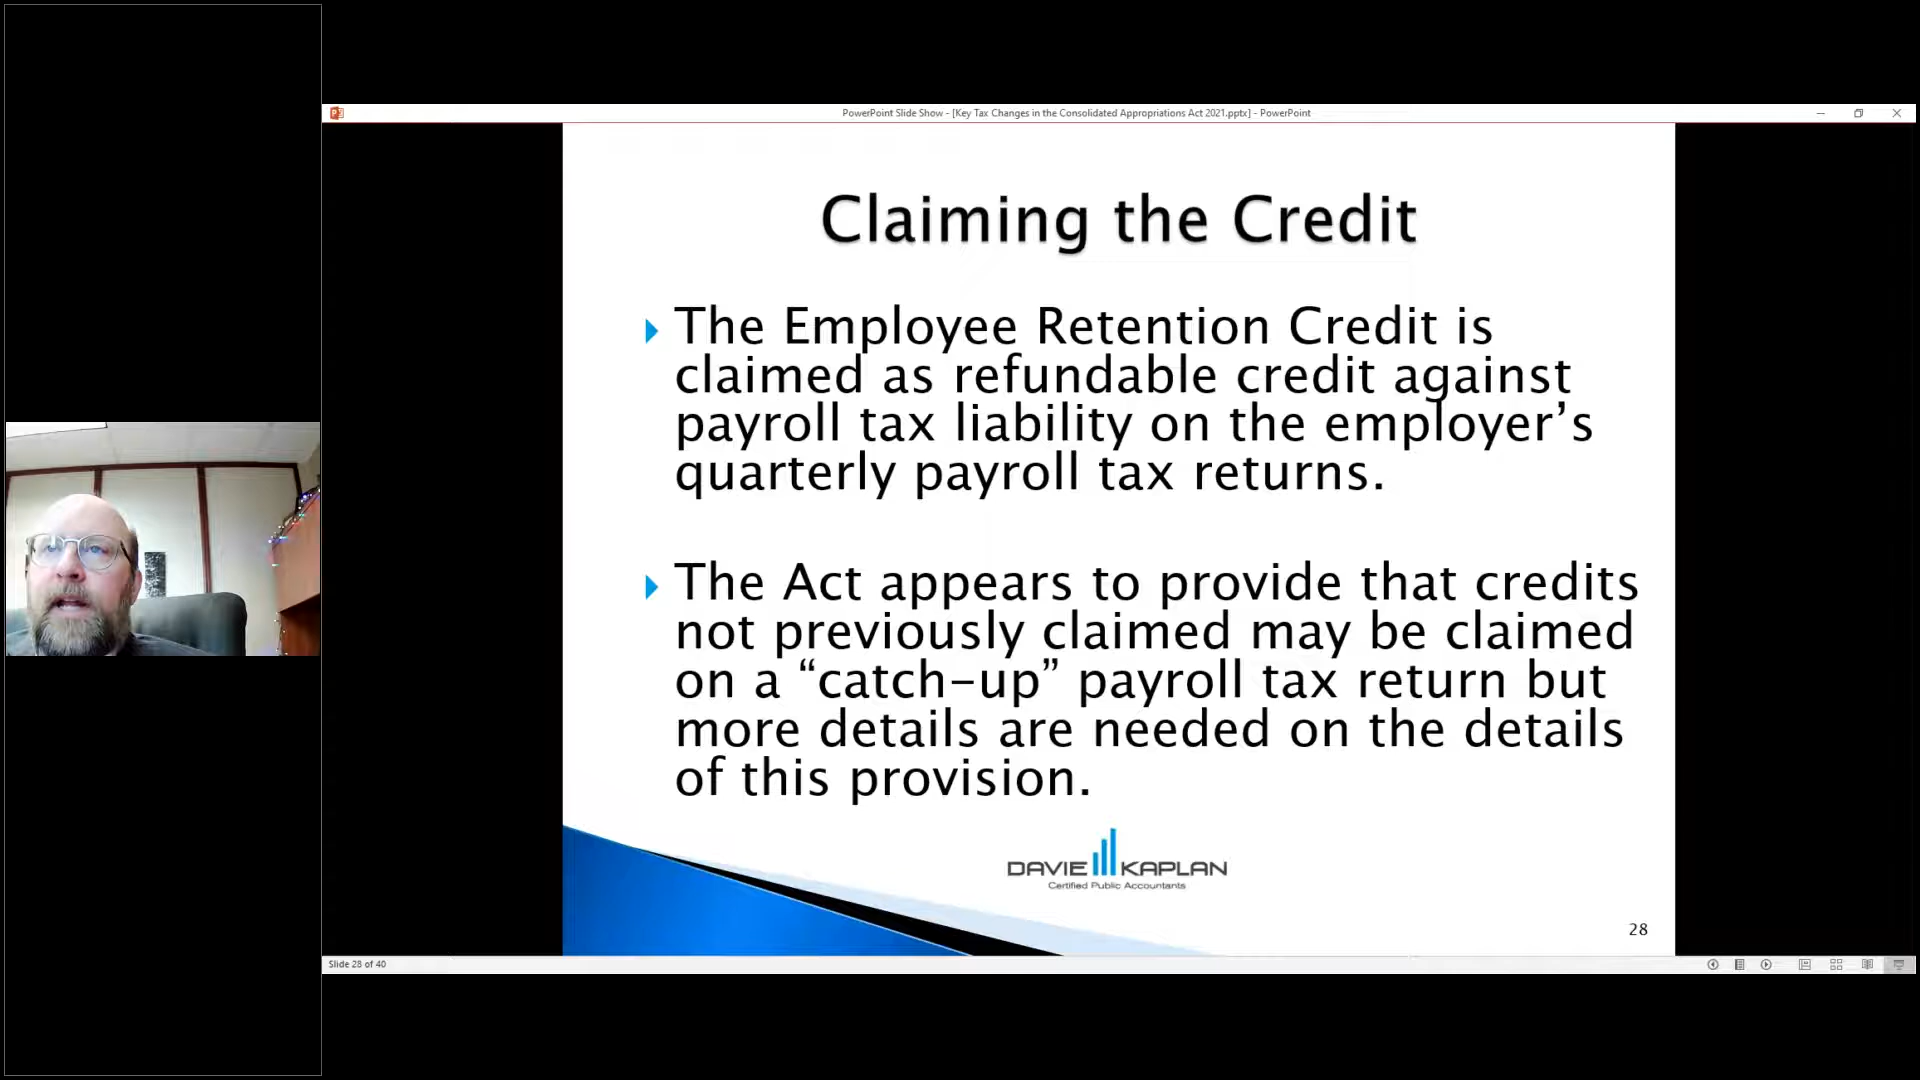 PowerPoint Slide Show - [Key Tax Changes in the Consolidated Appropriations Act 2021.pptx] - PowerPoint
Claiming the Credit
The Employee Retention Credit is
claimed as refundable credit against
payroll tax liability on the employer’s
quarterly payroll tax returns.
The Act appears to provide that credits
not previously claimed may be claimed
on a “catch-up” payroll tax return but
more details are needed on the details
of this provision.
DAVIE KAPLAN
Certified Public Accountants
28
Slide 28 of 40